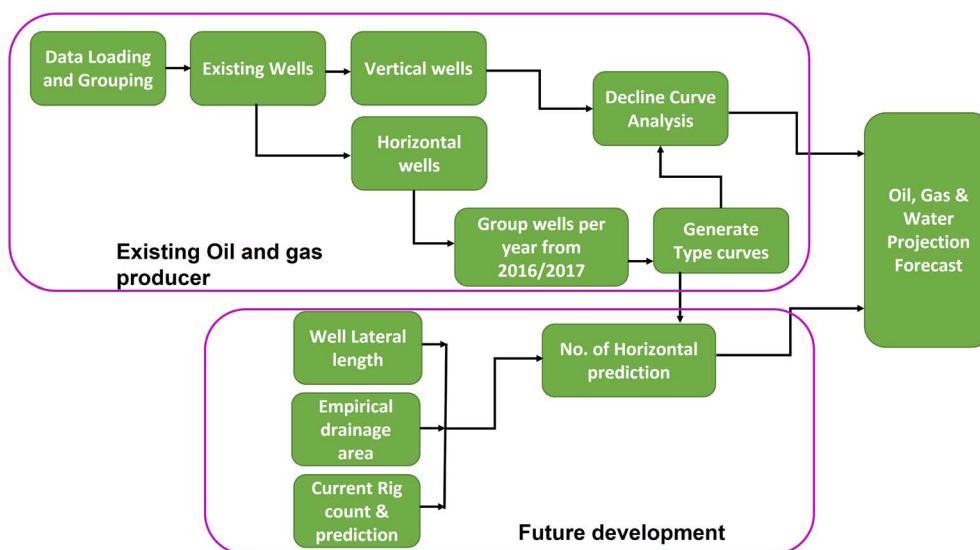 Data Loading
and Grouping
Existing Wells
Vertical wells
Decline Curve
Analysis
Horizontal
wells
Oil, Gas &
Water
Projection
Forecast
Group wells per
year from
2016/2017
Generate
Type curves
Existing Oil and gas
producer
Well Lateral
length
No. of Horizontal
prediction
Empirical
drainage
area
Current Rig
count &
prediction
Future development